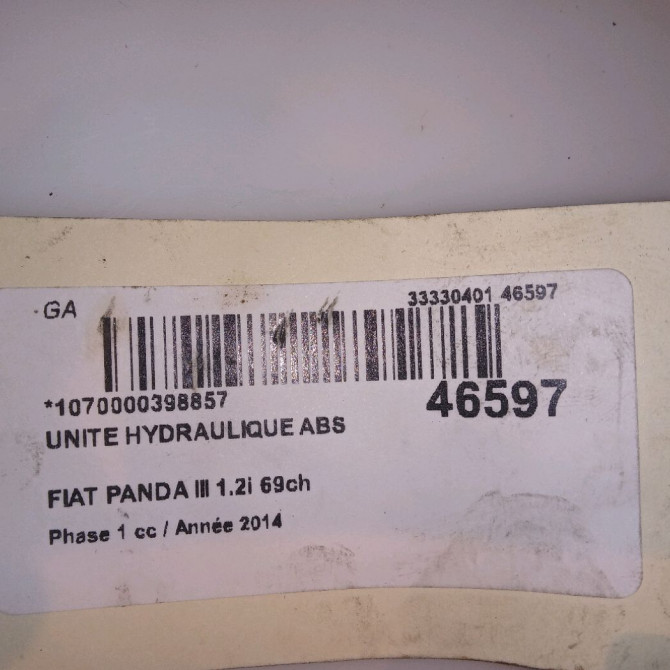 GA
33330401 46597
*1070000398857
46597
UNITE HYDRAULIQUE ABS
FIAT PANDA III 1.2i 69ch
Phase 1 cc / Année 2014